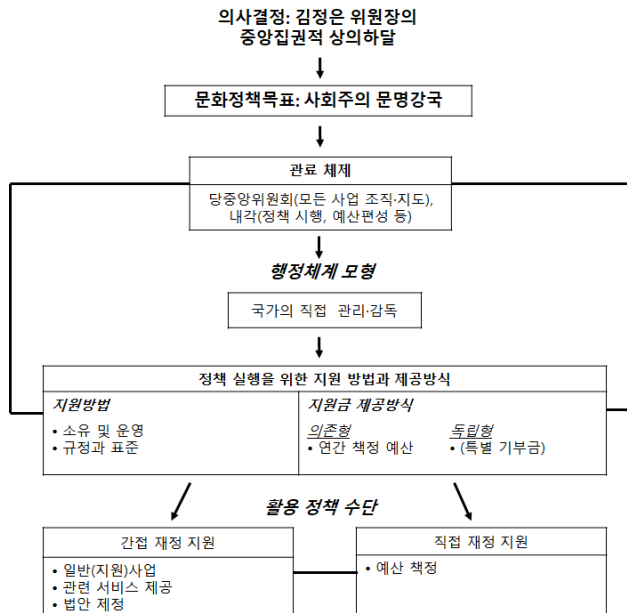 의사결정: 김정은 위원장의
중앙집권적 상의하달
문화정책목표: 사회주의 문명강국
관료 체제
당중앙위원회(모든 사업 조직·지도),
내각(정책 시행, 예산편성 등)
행정체계 모형
국가의 직접 관리·감독
정책 실행을 위한 지원 방법과 제공방식
지원방법
• 소유 및 운영
• 규정과 표준
지원금 제공방식
의존형
• 연간 책정 예산
독립형
• (특별 기부금)
활용 정책 수단
간접 재정 지원
• 일반(지원)사업
• 관련 서비스 제공
• 법안 제정
직접 재정 지원
• 예산 책정